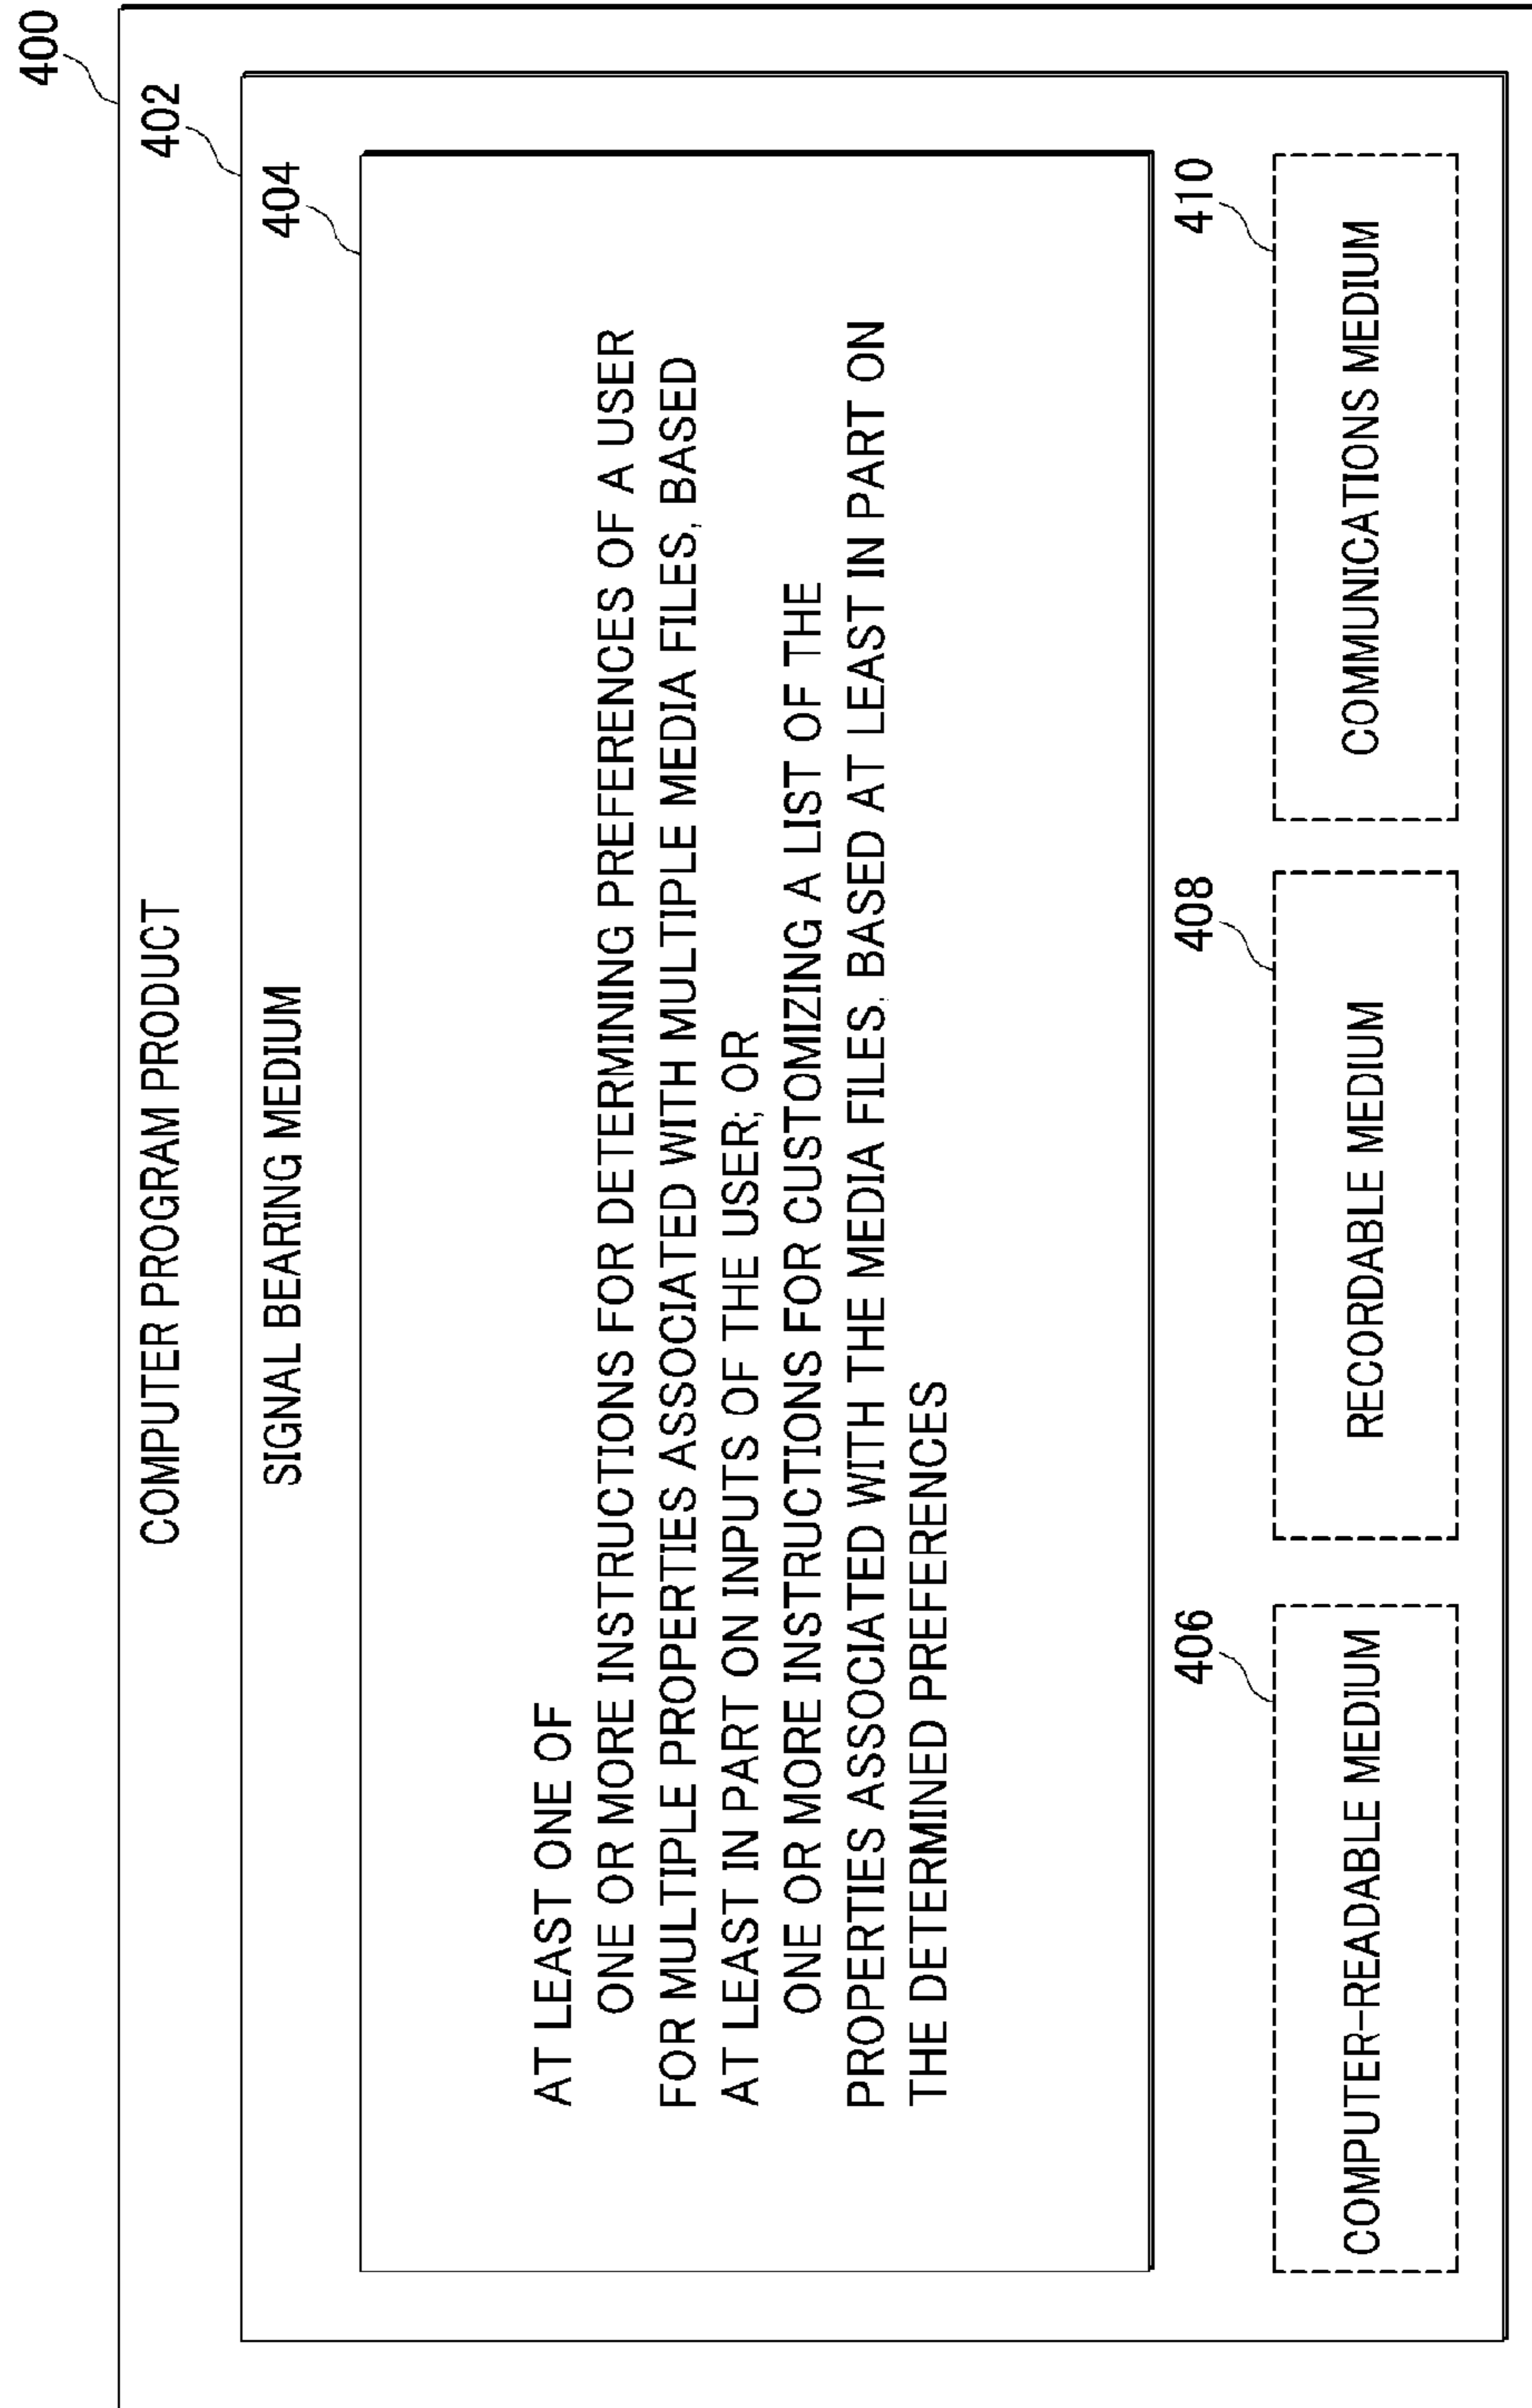 400
COMPUTER PROGRAM PRODUCT
402
SIGNAL BEARING MEDIUM
404
AT LEAST ONE OF
ONE OR MORE INSTRUCTIONS FOR DETERMINING PREFERENCES OF A USER
FOR MULTIPLE PROPERTIES ASSOCIATED WITH MULTIPLE MEDIA FILES, BASED
AT LEAST IN PART ON INPUTS OF THE USER; OR
ONE OR MORE INSTRUCTIONS FOR CUSTOMIZING A LIST OF THE
PROPERTIES ASSOCIATED WITH THE MEDIA FILES, BASED AT LEAST IN PART ON
THE DETERMINED PREFERENCES
406
COMPUTER-READABLE MEDIUM
408
RECORDABLE MEDIUM
410
COMMUNICATIONS MEDIUM